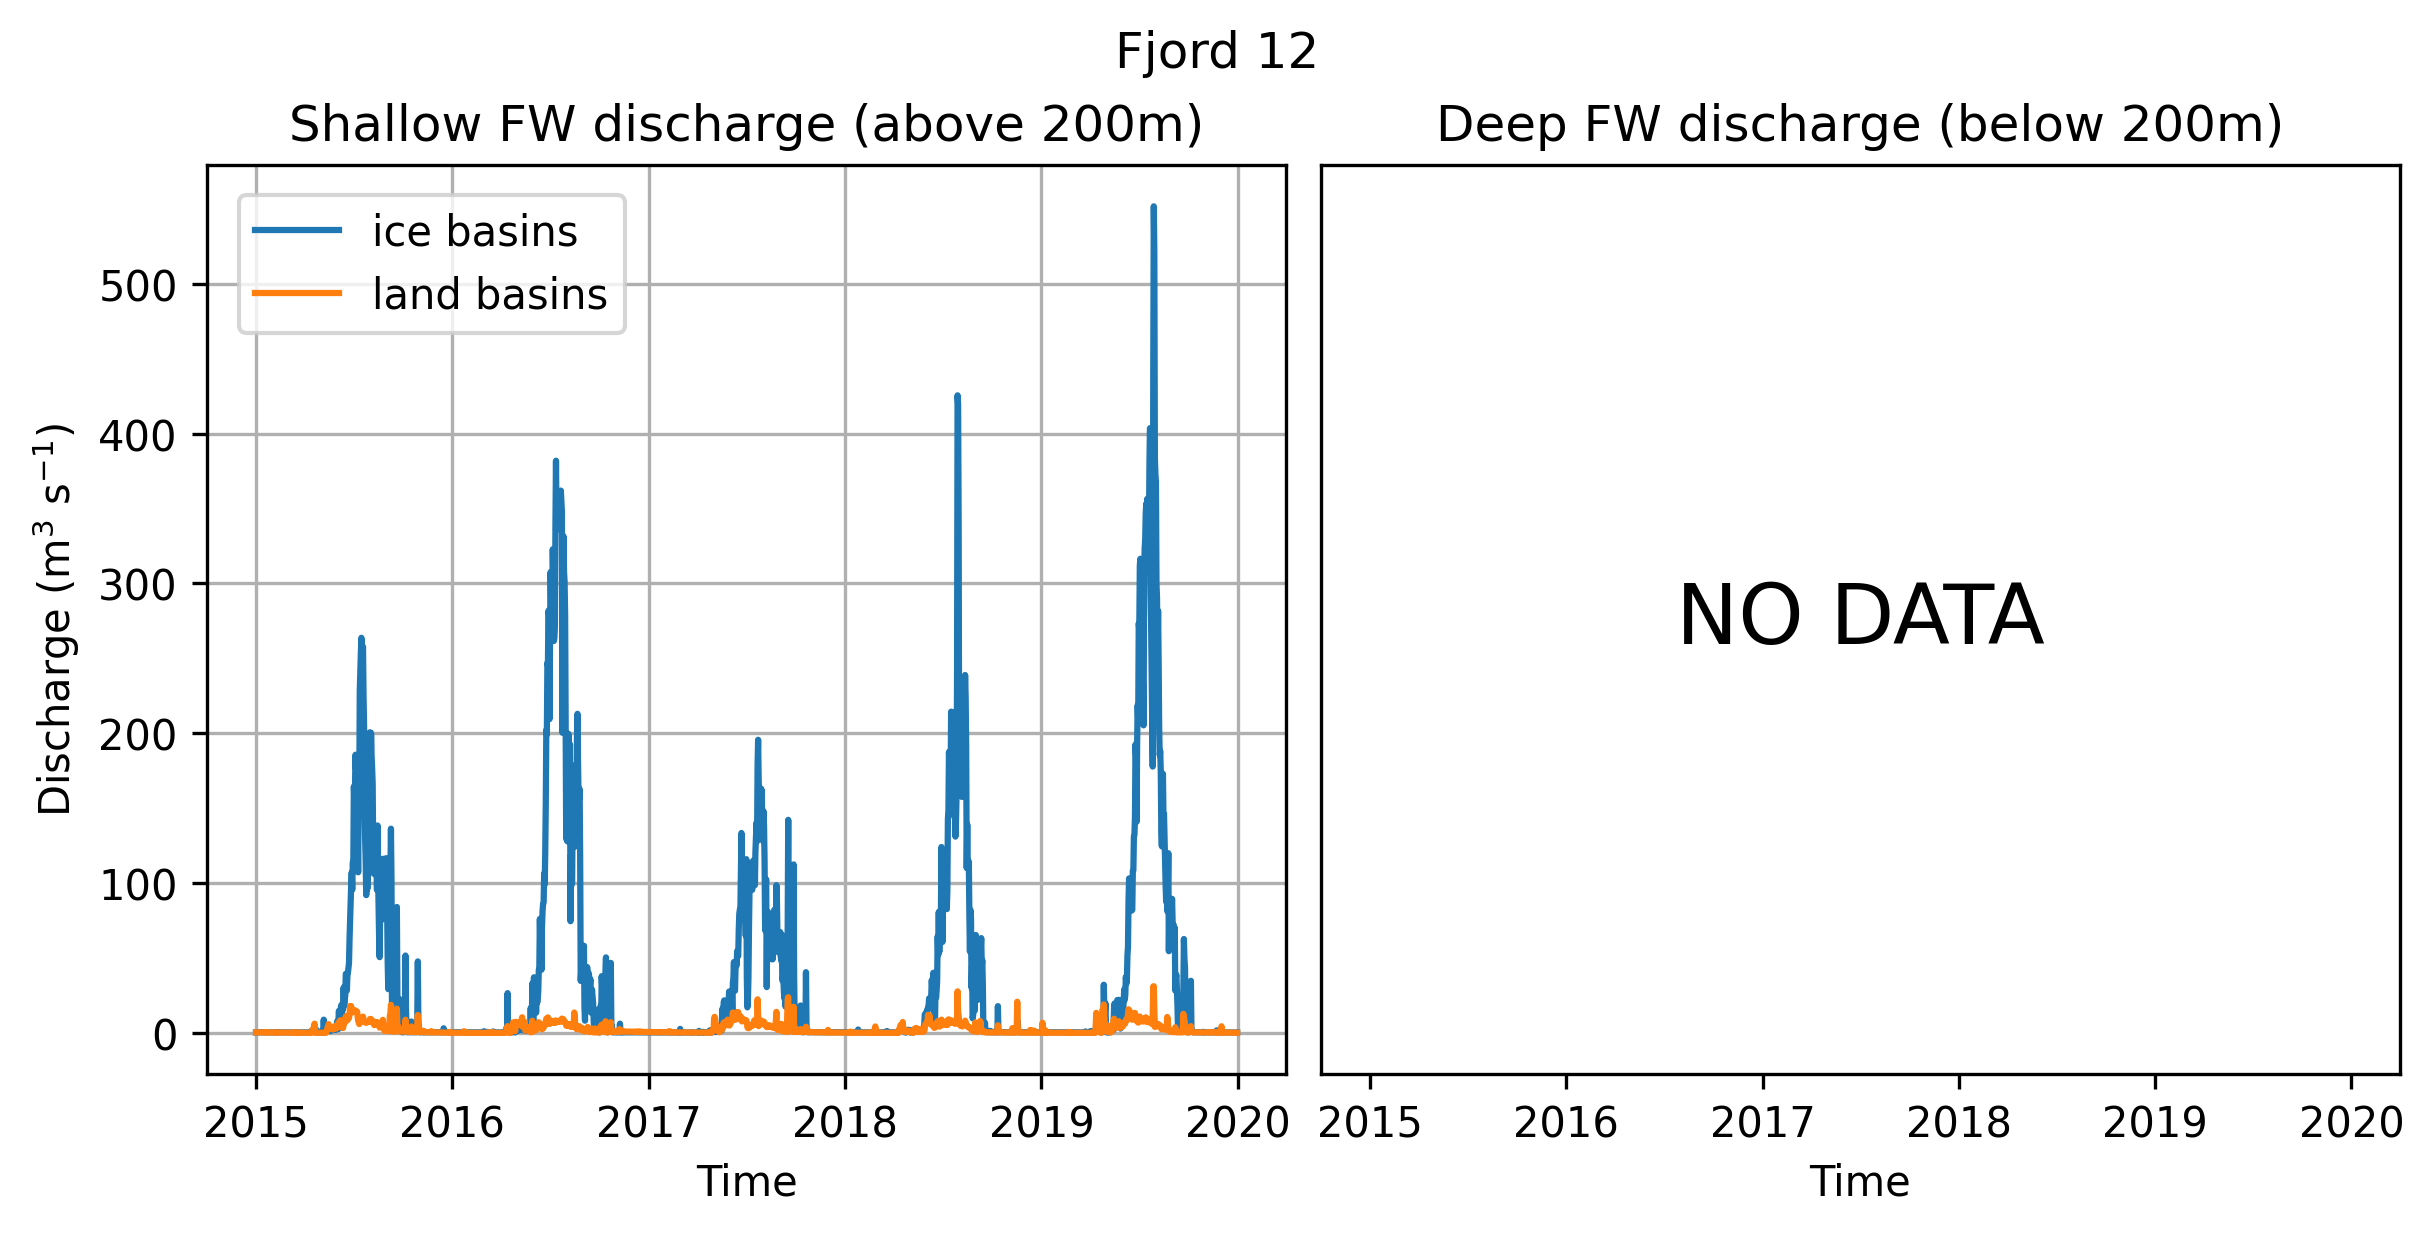 Fjord 12
Shallow FW discharge (above 200m)
ice basins
land basins
500
400
300
200
100
0
Discharge (m³ s⁻¹)
2015 2016 2017 2018 2019 2020
Time
Deep FW discharge (below 200m)
NO DATA
2015 2016 2017 2018 2019 2020
Time